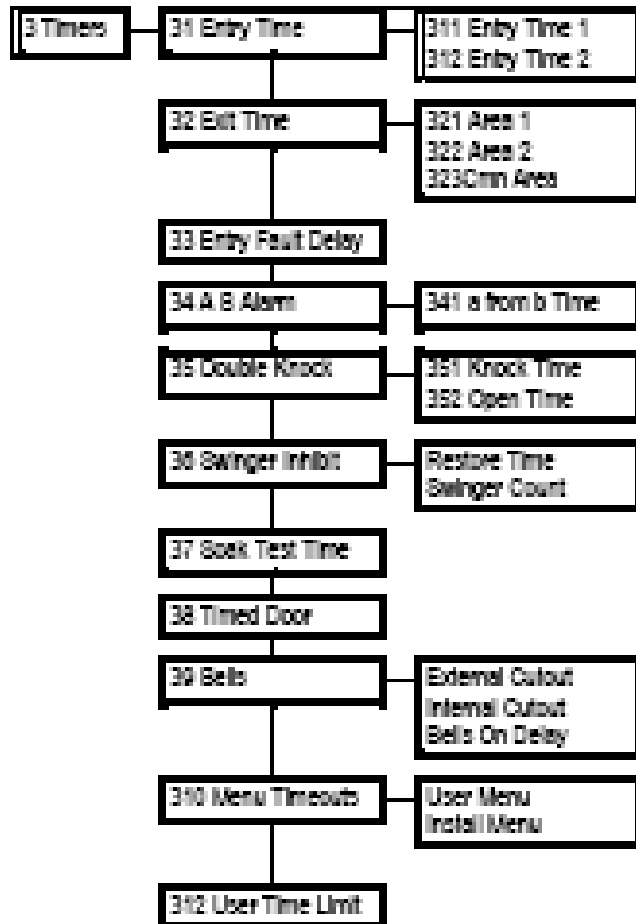 3 Timers
31 Entry Time
311 Entry Time 1
312 Entry Time 2
32 Exit Time
321 Area 1
322 Area 2
323Cmn Area
33 Entry Fault Delay
34 A B Alarm
341 a from b Time
35 Double Knock
351 Knock Time
352 Open Time
36 Swinger Inhibit
Restore Time
Swinger Count
37 Soak Test Time
38 Timed Door
39 Bells
External Cutout
Internal Cutout
Bells On Delay
310 Menu Timeouts
User Menu
Install Menu
312 User Time Limit